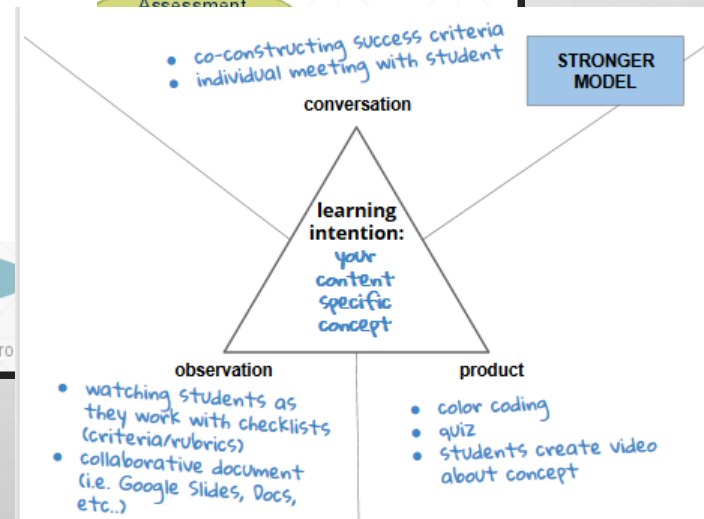 Assessment
• co-constructing success criteria
• individual meeting with student
STRONGER
MODEL
conversation
learning
intention:
your
content
specific
concept
observation
• watching students as
they work with checklists
(criteria/rubrics)
• collaborative document
(i.e. Google Slides, Docs,
etc..)
product
• color coding
• quiz
• students create video
about concept
ro